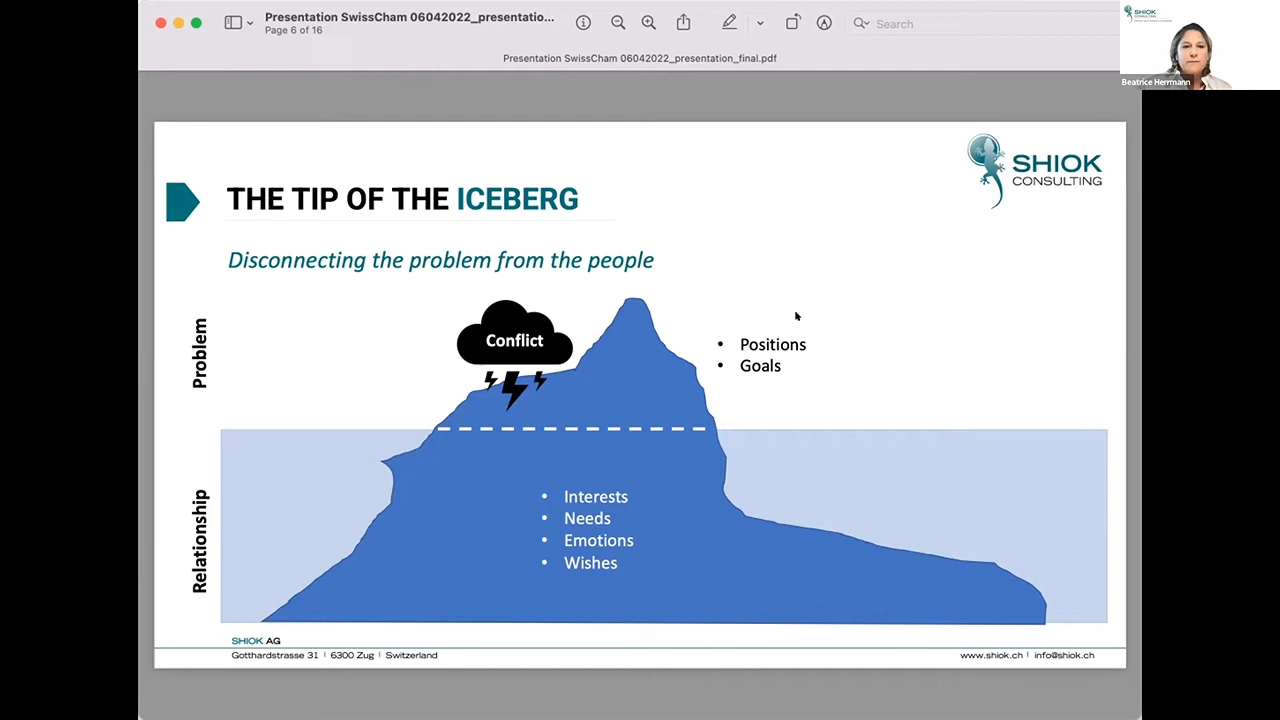 Presentation SwissCham 06042022_presentatio...
Page 6 of 16
Search
Presentation SwissCham 06042022_presentation_final.pdf
SHIOK
CONSULTING
Beatrice Herrmann
SHIOK
CONSULTING
THE TIP OF THE ICEBERG
Disconnecting the problem from the people
Problem
Conflict
• Positions
• Goals
Relationship
• Interests
• Needs
• Emotions
• Wishes
SHIOK AG
Gotthardstrasse 31 | 6300 Zug | Switzerland
www.shiok.ch | info@shiok.ch